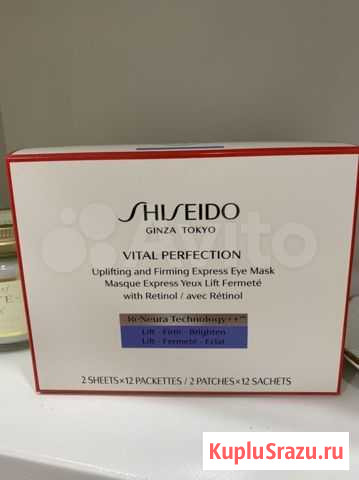 SHISEIDO
GINZA TOKYO
VITAL PERFECTION
Uplifting and Firming Express Eye Mask
Masque Express Yeux Lift Fermeté
with Retinol / avec Rétinol
ReNeura Technology++™
Lift - Firm - Brighten
Lift - Fermeté - Éclat
2 SHEETS×12 PACKETTES / 2 PATCHES×12 SACHETS
Avito
KupluSrazu.ru